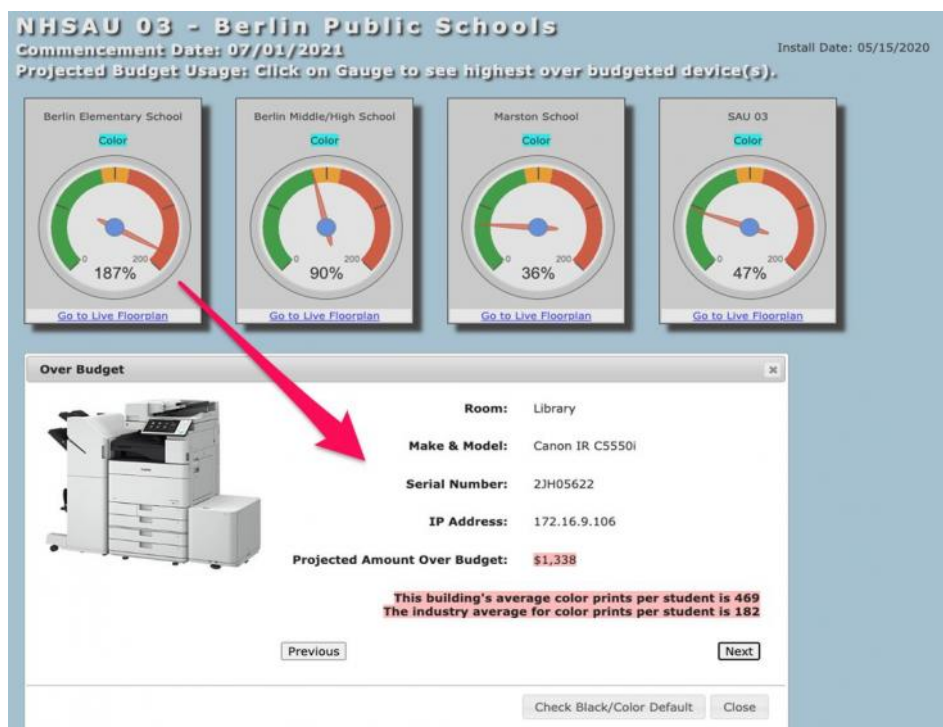 NHSAU 03 - Berlin Public Schools
Commencement Date: 07/01/2021
Install Date: 05/15/2020
Projected Budget Usage: Click on Gauge to see highest over budgeted device(s).
Berlin Elementary School
Color
0
200
187%
Go to Live Floorplan
Berlin Middle/High School
Color
0
200
90%
Go to Live Floorplan
Marston School
Color
0
200
36%
Go to Live Floorplan
SAU 03
Color
0
200
47%
Go to Live Floorplan
Over Budget
Room: Library
Make & Model: Canon IR C5550i
Serial Number: 2JH05622
IP Address: 172.16.9.106
Projected Amount Over Budget: $1,338
This building's average color prints per student is 469
The industry average for color prints per student is 182
Previous
Next
Check Black/Color Default
Close